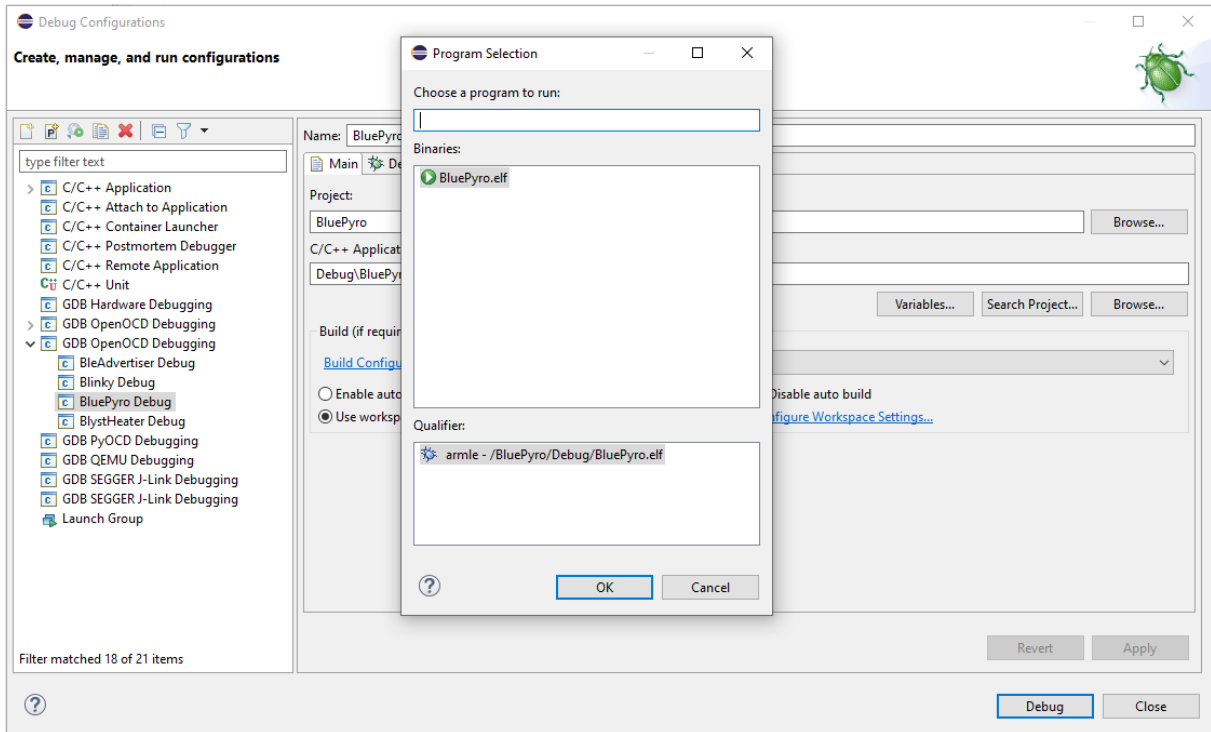 Debug Configurations
Create, manage, and run configurations
type filter text
C/C++ Application
C/C++ Attach to Application
C/C++ Container Launcher
C/C++ Postmortem Debugger
C/C++ Remote Application
C/C++ Unit
GDB Hardware Debugging
GDB OpenOCD Debugging
GDB OpenOCD Debugging
BleAdvertiser Debug
Blinky Debug
BluePyro Debug
BlystHeater Debug
GDB PyOCD Debugging
GDB QEMU Debugging
GDB SEGGER J-Link Debugging
GDB SEGGER J-Link Debugging
Launch Group
Filter matched 18 of 21 items
Name: BluePyro
Main
Project:
BluePyro
Browse...
C/C++ Applicat
Debug\BluePyr
Variables... Search Project... Browse...
Build (if requir
Build Configu
Enable auto Disable auto build
Use worksp nfigure Workspace Settings...
Revert Apply
Debug Close
Program Selection
Choose a program to run:
Binaries:
BluePyro.elf
Qualifier:
armle - /BluePyro/Debug/BluePyro.elf
OK Cancel